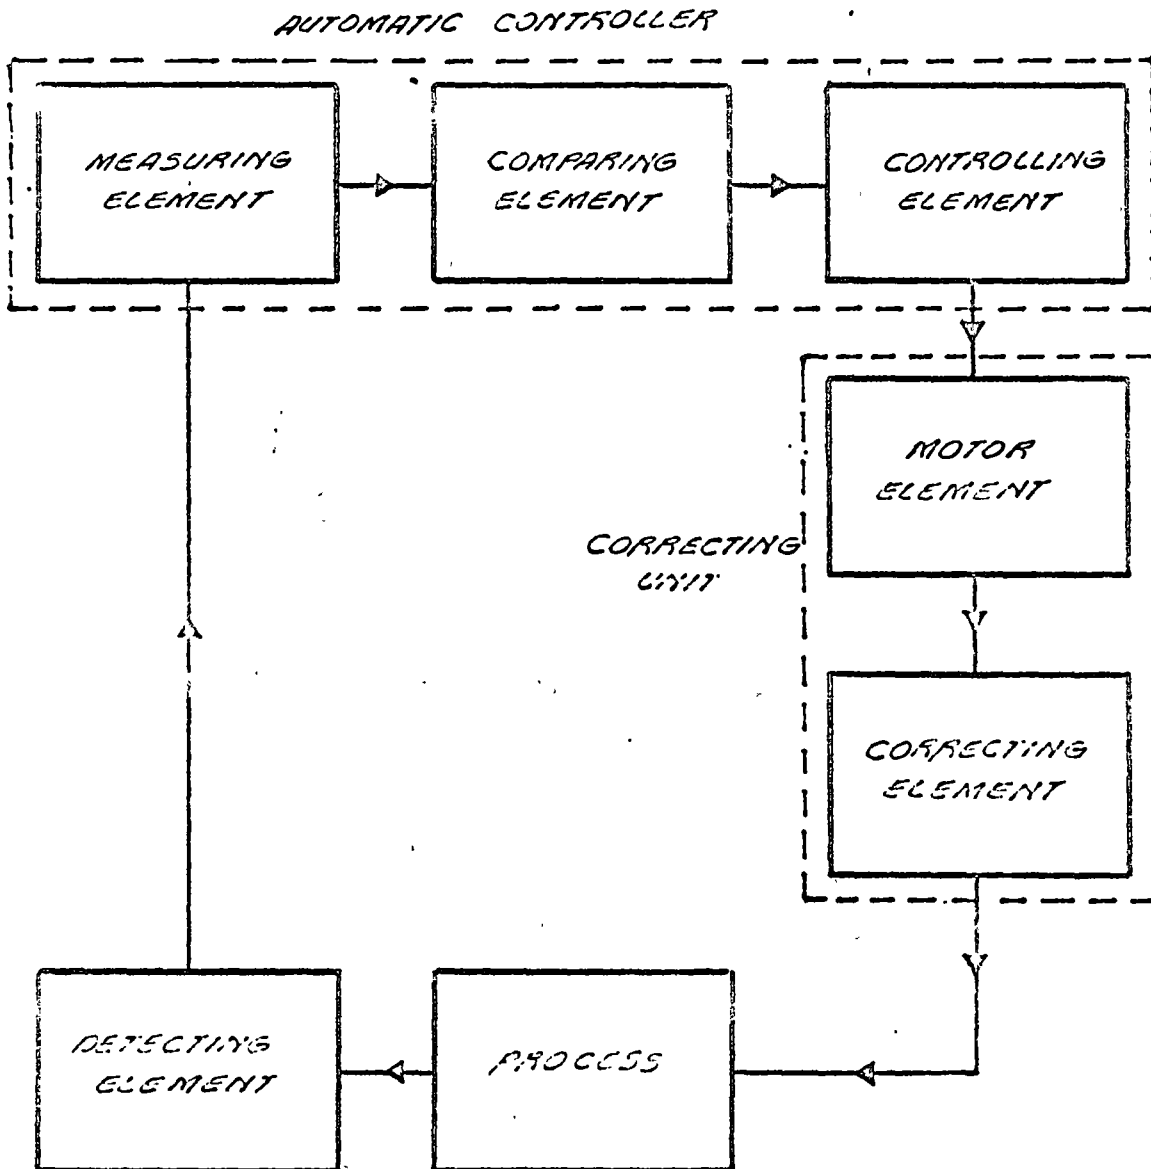 AUTOMATIC CONTROLLER
MEASURING
ELEMENT
COMPARING
ELEMENT
CONTROLLING
ELEMENT
MOTOR
ELEMENT
CORRECTING
UNIT
CORRECTING
ELEMENT
DETECTING
ELEMENT
PROCESS